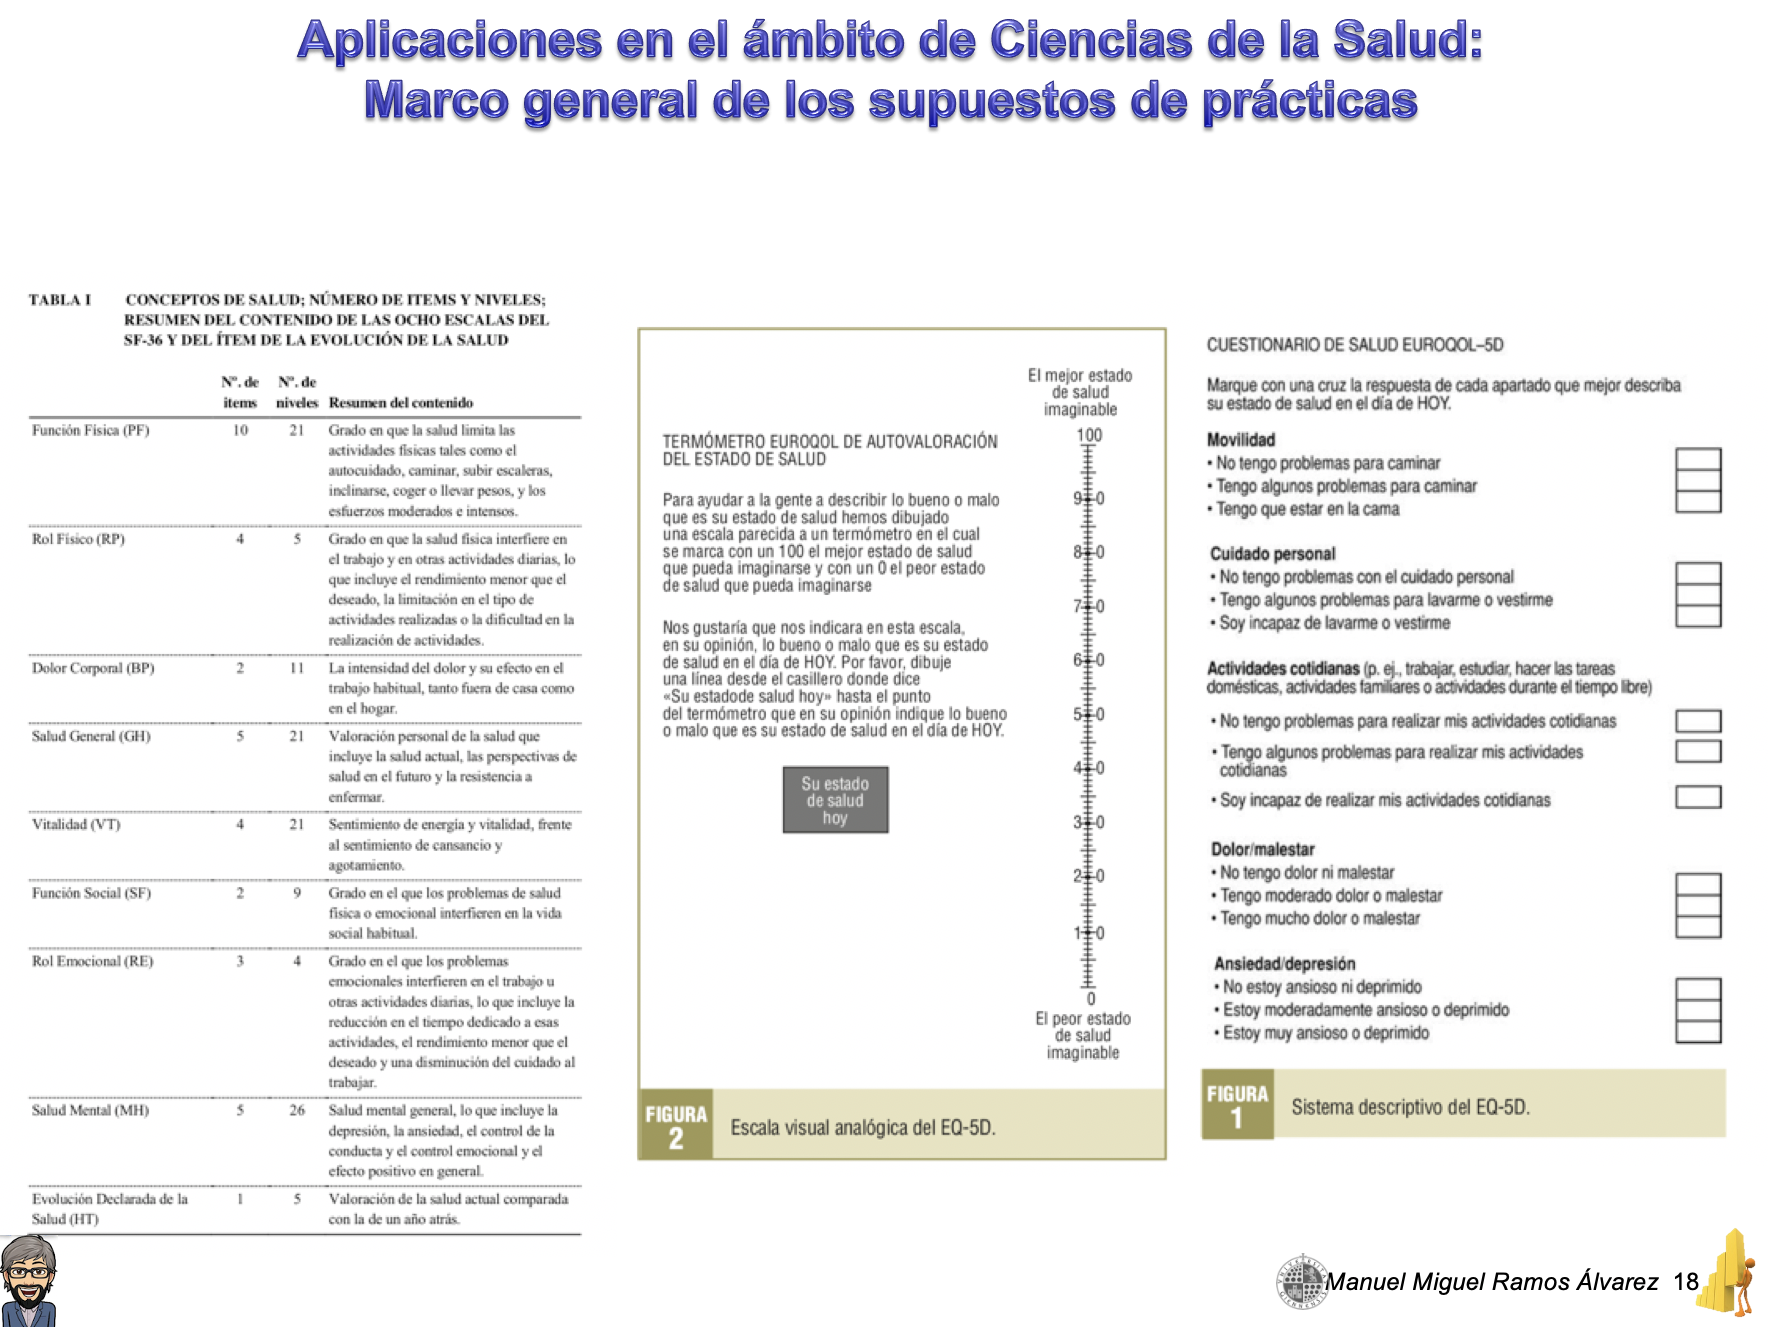 Aplicaciones en el ámbito de Ciencias de la Salud:
Marco general de los supuestos de prácticas
TABLA I CONCEPTOS DE SALUD; NÚMERO DE ITEMS Y NIVELES;
RESUMEN DEL CONTENIDO DE LAS OCHO ESCALAS DEL
SF-36 Y DEL ÍTEM DE LA EVOLUCIÓN DE LA SALUD
Nº. de Nº. de
items niveles Resumen del contenido
Función Física (PF) 10 21 Grado en que la salud limita las
actividades físicas tales como el
autocuidado, caminar, subir escaleras,
inclinarse, coger o llevar pesos, y los
esfuerzos moderados e intensos.
Rol Físico (RP) 4 5 Grado en que la salud física interfiere en
el trabajo y en otras actividades diarias, lo
que incluye el rendimiento menor que el
deseado, la limitación en el tipo de
actividades realizadas o la dificultad en la
realización de actividades.
Dolor Corporal (BP) 2 11 La intensidad del dolor y su efecto en el
trabajo habitual, tanto fuera de casa como
en el hogar.
Salud General (GH) 5 21 Valoración personal de la salud que
incluye la salud actual, las perspectivas de
salud en el futuro y la resistencia a
enfermar.
Vitalidad (VT) 4 21 Sentimiento de energía y vitalidad, frente
al sentimiento de cansancio y
agotamiento.
Función Social (SF) 2 9 Grado en el que los problemas de salud
física o emocional interfieren en la vida
social habitual.
Rol Emocional (RE) 3 4 Grado en el que los problemas
emocionales interfieren en el trabajo u
otras actividades diarias, lo que incluye la
reducción en el tiempo dedicado a esas
actividades, el rendimiento menor que el
deseado y una disminución del cuidado al
trabajar.
Salud Mental (MH) 5 26 Salud mental general, lo que incluye la
depresión, la ansiedad, el control de la
conducta y el control emocional y el
efecto positivo en general.
Evolución Declarada de la 1 5 Valoración de la salud actual comparada
Salud (HT) con la de un año atrás.
TERMÓMETRO EUROQOL DE AUTOVALORACIÓN
DEL ESTADO DE SALUD
Para ayudar a la gente a describir lo bueno o malo
que es su estado de salud hemos dibujado
una escala parecida a un termómetro en el cual
se marca con un 100 el mejor estado de salud
que pueda imaginarse y con un 0 el peor estado
de salud que pueda imaginarse
Nos gustaría que nos indicara en esta escala,
en su opinión, lo bueno o malo que es su estado
de salud en el día de HOY. Por favor, dibuje
una línea desde el casillero donde dice
«Su estadode salud hoy» hasta el punto
del termómetro que en su opinión indique lo bueno
o malo que es su estado de salud en el día de HOY.
Su estado
de salud
hoy
El mejor estado
de salud
imaginable
100
9 0
8 0
7 0
6 0
5 0
4 0
3 0
2 0
1 0
0
El peor estado
de salud
imaginable
FIGURA
2
Escala visual analógica del EQ-5D.
CUESTIONARIO DE SALUD EUROQOL–5D
Marque con una cruz la respuesta de cada apartado que mejor describa
su estado de salud en el día de HOY.
Movilidad
• No tengo problemas para caminar
• Tengo algunos problemas para caminar
• Tengo que estar en la cama
Cuidado personal
• No tengo problemas con el cuidado personal
• Tengo algunos problemas para lavarme o vestirme
• Soy incapaz de lavarme o vestirme
Actividades cotidianas (p. ej., trabajar, estudiar, hacer las tareas
domésticas, actividades familiares o actividades durante el tiempo libre)
• No tengo problemas para realizar mis actividades cotidianas
• Tengo algunos problemas para realizar mis actividades
cotidianas
• Soy incapaz de realizar mis actividades cotidianas
Dolor/malestar
• No tengo dolor ni malestar
• Tengo moderado dolor o malestar
• Tengo mucho dolor o malestar
Ansiedad/depresión
• No estoy ansioso ni deprimido
• Estoy moderadamente ansioso o deprimido
• Estoy muy ansioso o deprimido
FIGURA
1
Sistema descriptivo del EQ-5D.
Manuel Miguel Ramos Álvarez 18